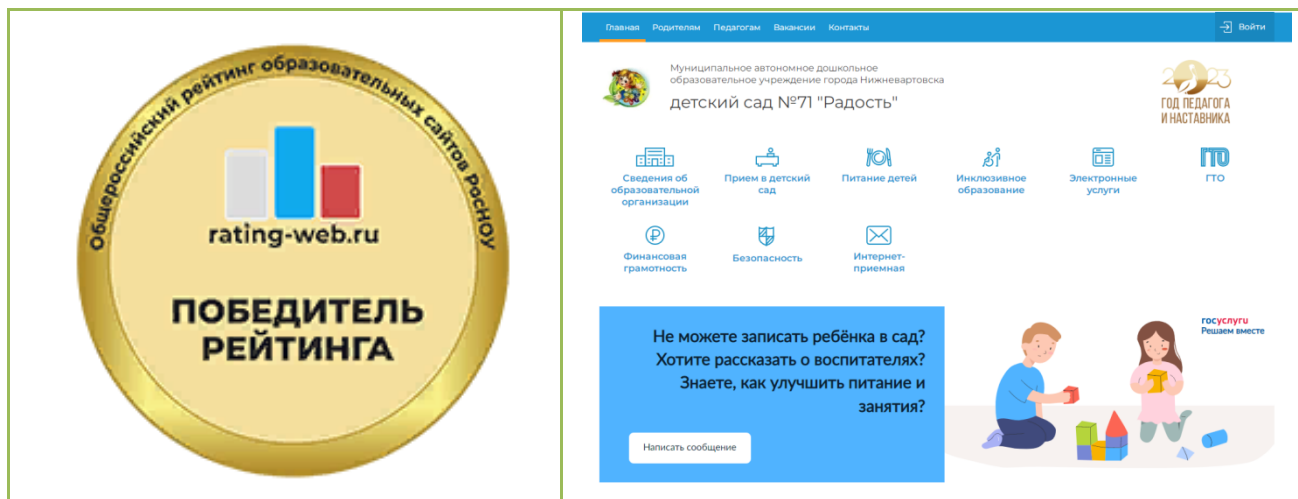 Общероссийский рейтинг образовательных сайтов РосНОУ
rating-web.ru
ПОБЕДИТЕЛЬ
РЕЙТИНГА
Главная Родителям Педагогам Вакансии Контакты Войти
Муниципальное автономное дошкольное
образовательное учреждение города Нижневартовска
детский сад №71 "Радость"
2023
ГОД ПЕДАГОГА
И НАСТАВНИКА
Сведения об
образовательной
организации
Прием в детский
сад
Питание детей
Инклюзивное
образование
Электронные
услуги
ГТО
ГТО
Финансовая
грамотность
Безопасность
Интернет-
приемная
Не можете записать ребёнка в сад?
Хотите рассказать о воспитателях?
Знаете, как улучшить питание и
занятия?
Написать сообщение
госуслуги
Решаем вместе